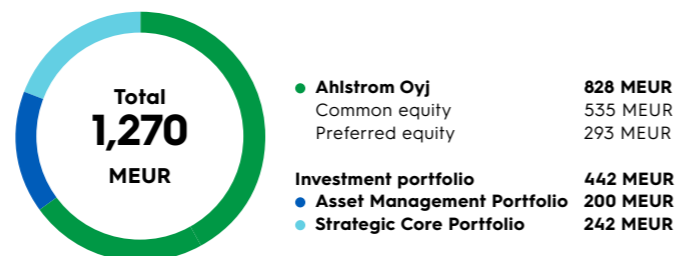 Total
1,270
MEUR
Ahlstrom Oyj 828 MEUR
Common equity 535 MEUR
Preferred equity 293 MEUR
Investment portfolio 442 MEUR
Asset Management Portfolio 200 MEUR
Strategic Core Portfolio 242 MEUR